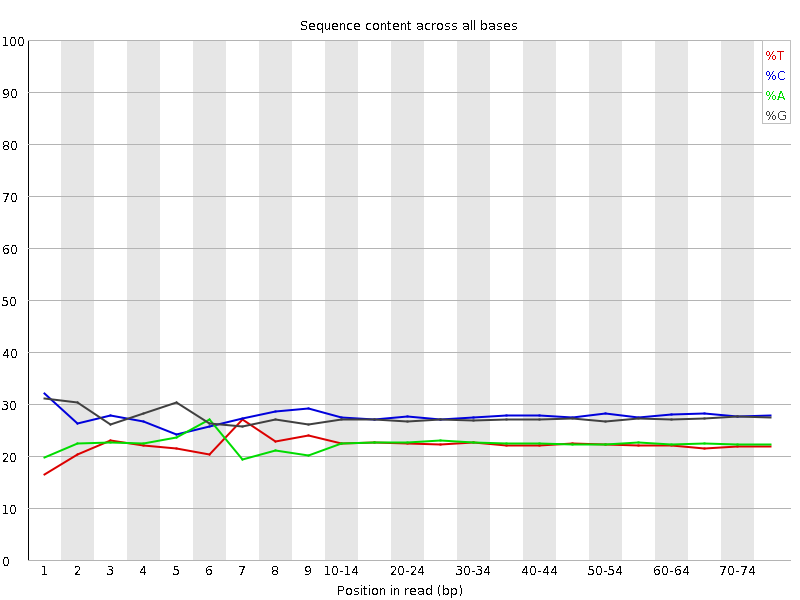 Sequence content across all bases
100
90
80
70
60
50
40
30
20
10
0
%T
%C
%A
%G
1 2 3 4 5 6 7 8 9 10-14 20-24 30-34 40-44 50-54 60-64 70-74
Position in read (bp)